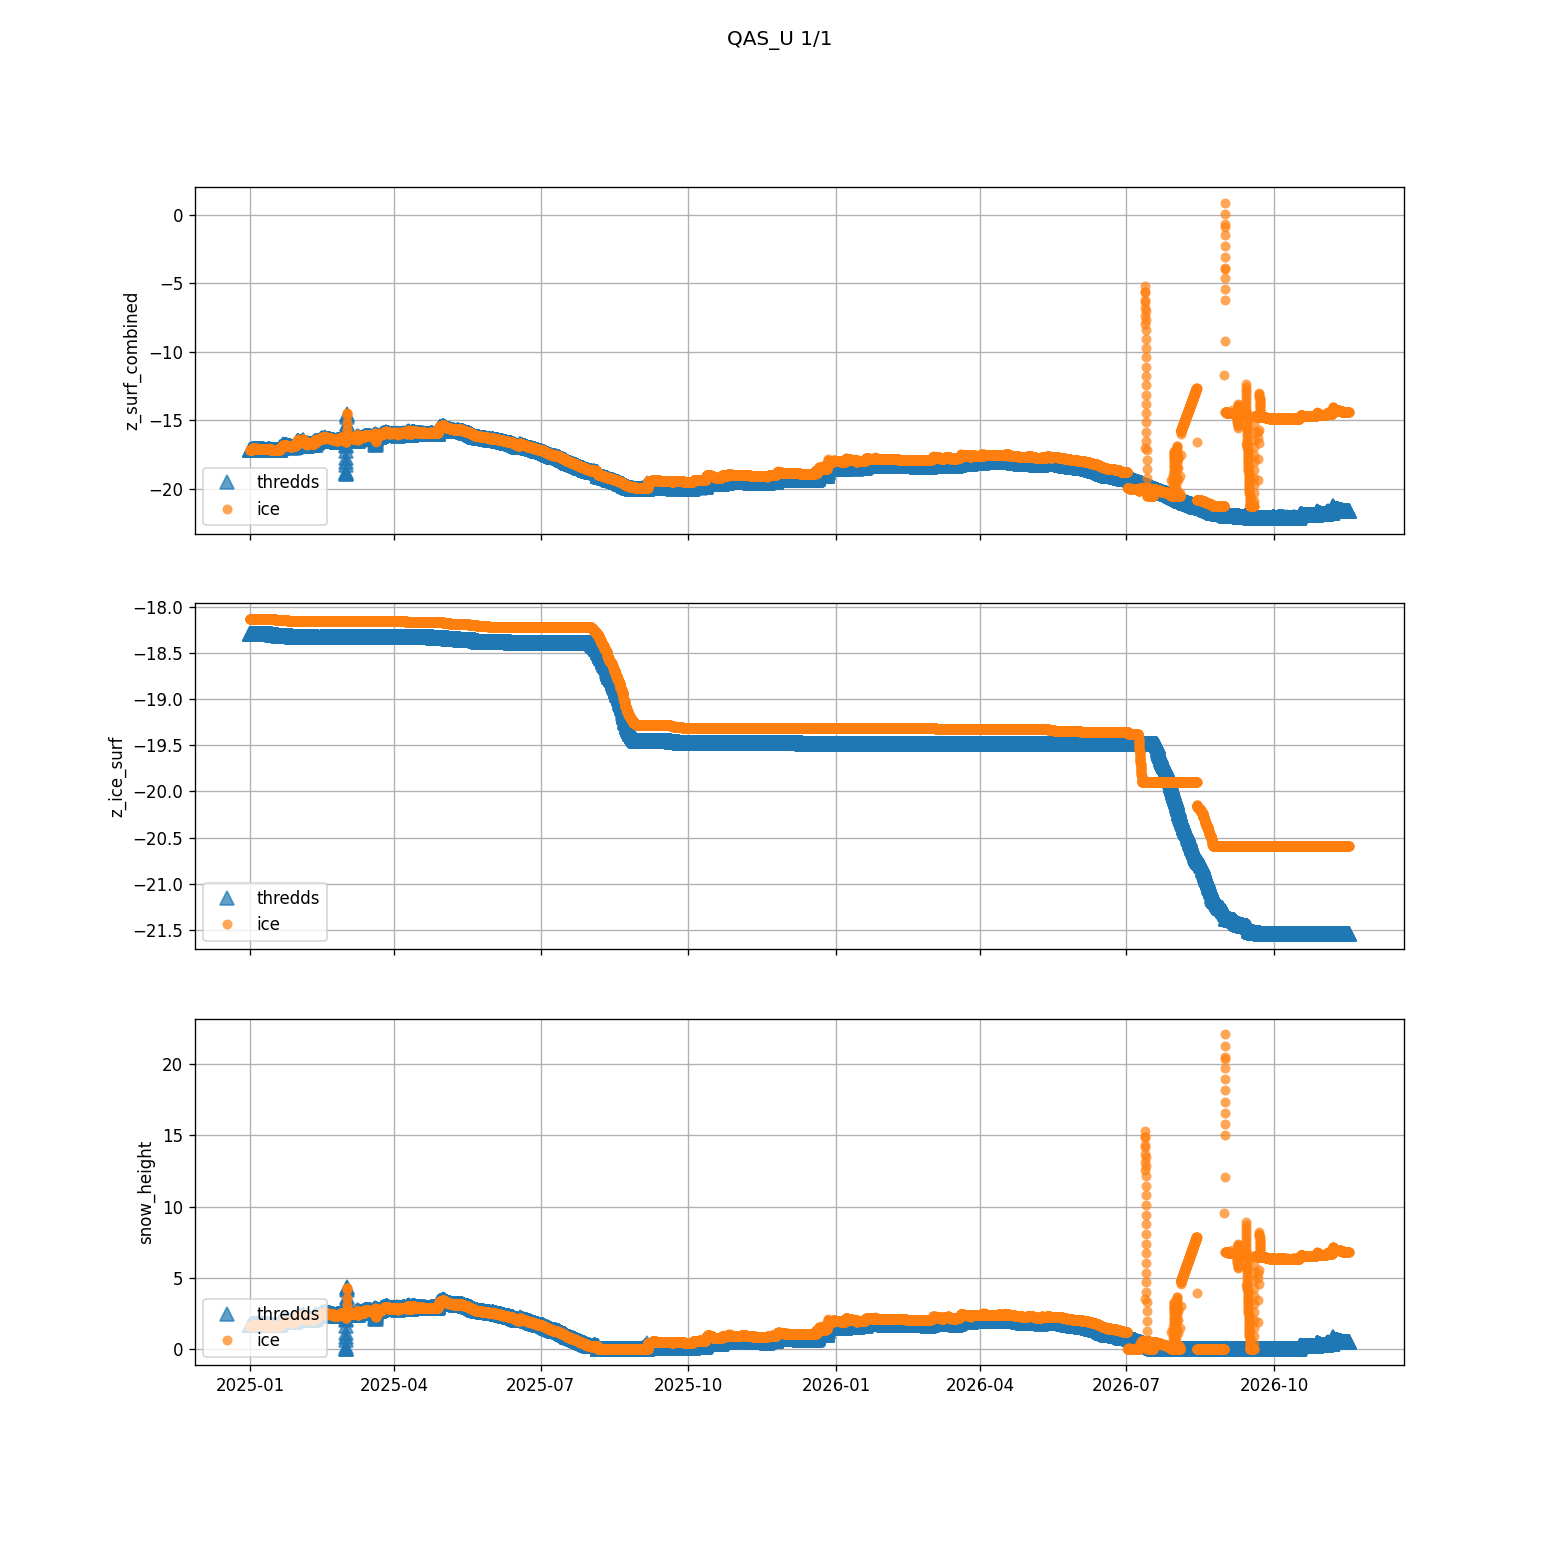 QAS_U 1/1
z_surf_combined
0
−5
−10
−15
−20
thredds
ice
z_ice_surf
−18.0
−18.5
−19.0
−19.5
−20.0
−20.5
−21.0
−21.5
thredds
ice
snow_height
20
15
10
5
0
thredds
ice
2025-01 2025-04 2025-07 2025-10 2026-01 2026-04 2026-07 2026-10